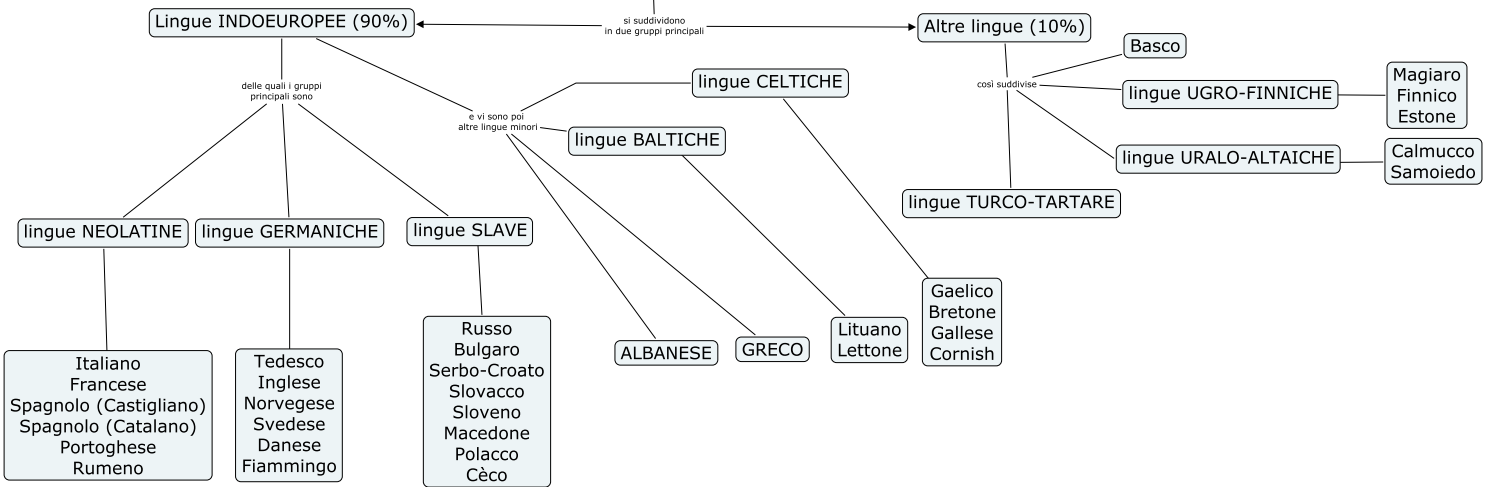 Lingue INDOEUROPEE (90%)
si suddividono
in due gruppi principali
Altre lingue (10%)
delle quali i gruppi
principali sono
e vi sono poi
altre lingue minori
così suddivise
Basco
lingue UGRO-FINNICHE
Magiaro
Finnico
Estone
lingue URALO-ALTAICHE
Calmucco
Samoiedo
lingue TURCO-TARTARE
lingue CELTICHE
lingue BALTICHE
lingue NEOLATINE
lingue GERMANICHE
lingue SLAVE
Italiano
Francese
Spagnolo (Castigliano)
Spagnolo (Catalano)
Portoghese
Rumeno
Tedesco
Inglese
Norvegese
Svedese
Danese
Fiammingo
Russo
Bulgaro
Serbo-Croato
Slovacco
Sloveno
Macedone
Polacco
Cèco
ALBANESE
GRECO
Lituano
Lettone
Gaelico
Bretone
Gallese
Cornish